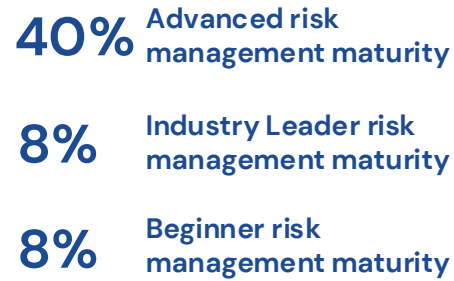 40% Advanced risk
management maturity
8% Industry Leader risk
management maturity
8% Beginner risk
management maturity